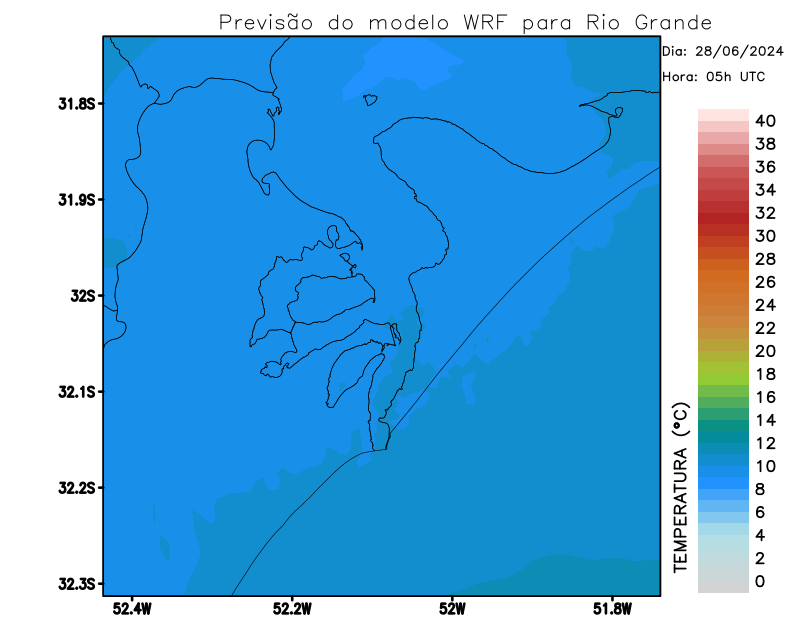 Previsão do modelo WRF para Rio Grande
Dia: 28/06/2024
Hora: 05h UTC
31.8S
31.9S
32S
32.1S
32.2S
32.3S
52.4W
52.2W
52W
51.8W
TEMPERATURA (°C)
40
38
36
34
32
30
28
26
24
22
20
18
16
14
12
10
8
6
4
2
0